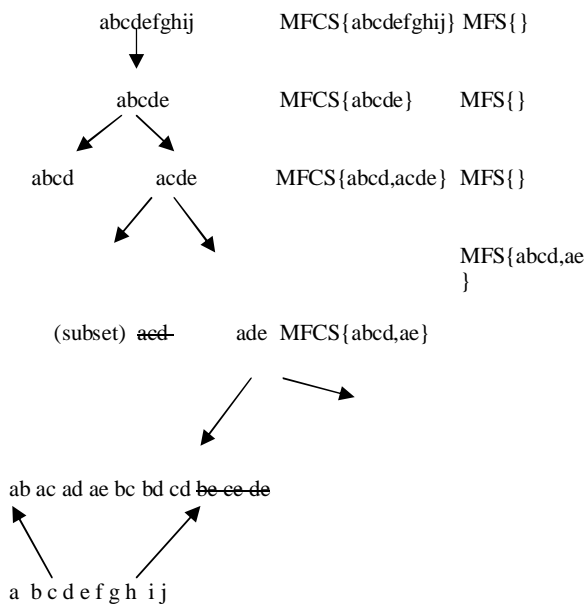 abcdefghij MFCS{abcdefghij} MFS{}
abcde MFCS{abcde} MFS{}
abcd acde MFCS{abcd,acde} MFS{}
MFS{abcd,ae
}
(subset) acd ade MFCS{abcd,ae}
ab ac ad ae bc bd cd be ce de
a b c d e f g h i j